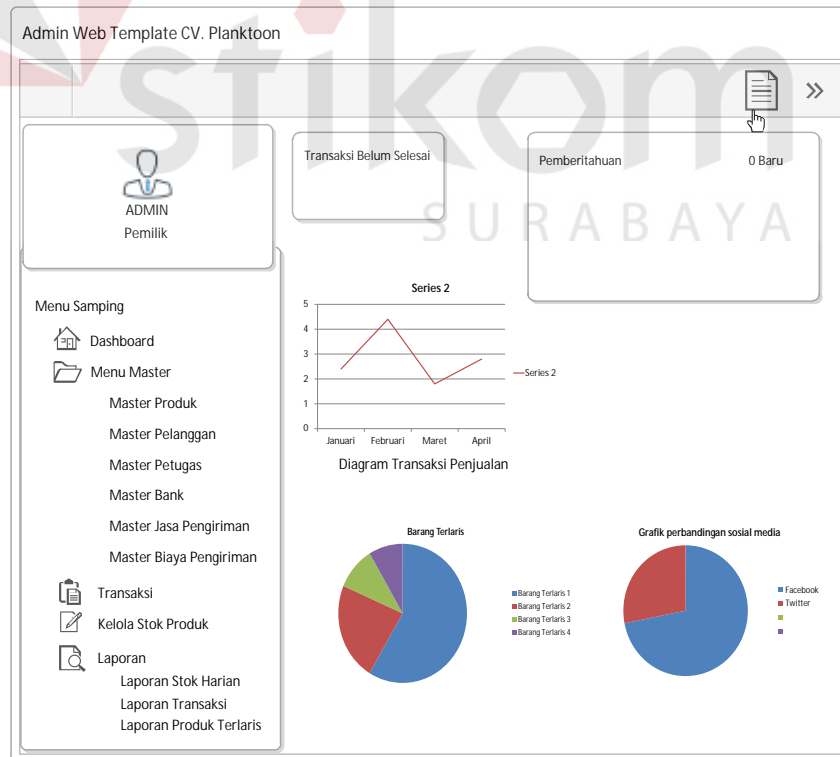 Admin Web Template CV. Planktoon
stikom
SURABAYA
ADMIN
Pemilik
Transaksi Belum Selesai
Pemberitahuan 0 Baru
Menu Samping
Dashboard
Menu Master
Master Produk
Master Pelanggan
Master Petugas
Master Bank
Master Jasa Pengiriman
Master Biaya Pengiriman
Transaksi
Kelola Stok Produk
Laporan
Laporan Stok Harian
Laporan Transaksi
Laporan Produk Terlaris
Series 2
5
4
3
2
1
0
Januari Februari Maret April
Series 2
Diagram Transaksi Penjualan
Barang Terlaris
Barang Terlaris 1
Barang Terlaris 2
Barang Terlaris 3
Barang Terlaris 4
Grafik perbandingan sosial media
Facebook
Twitter